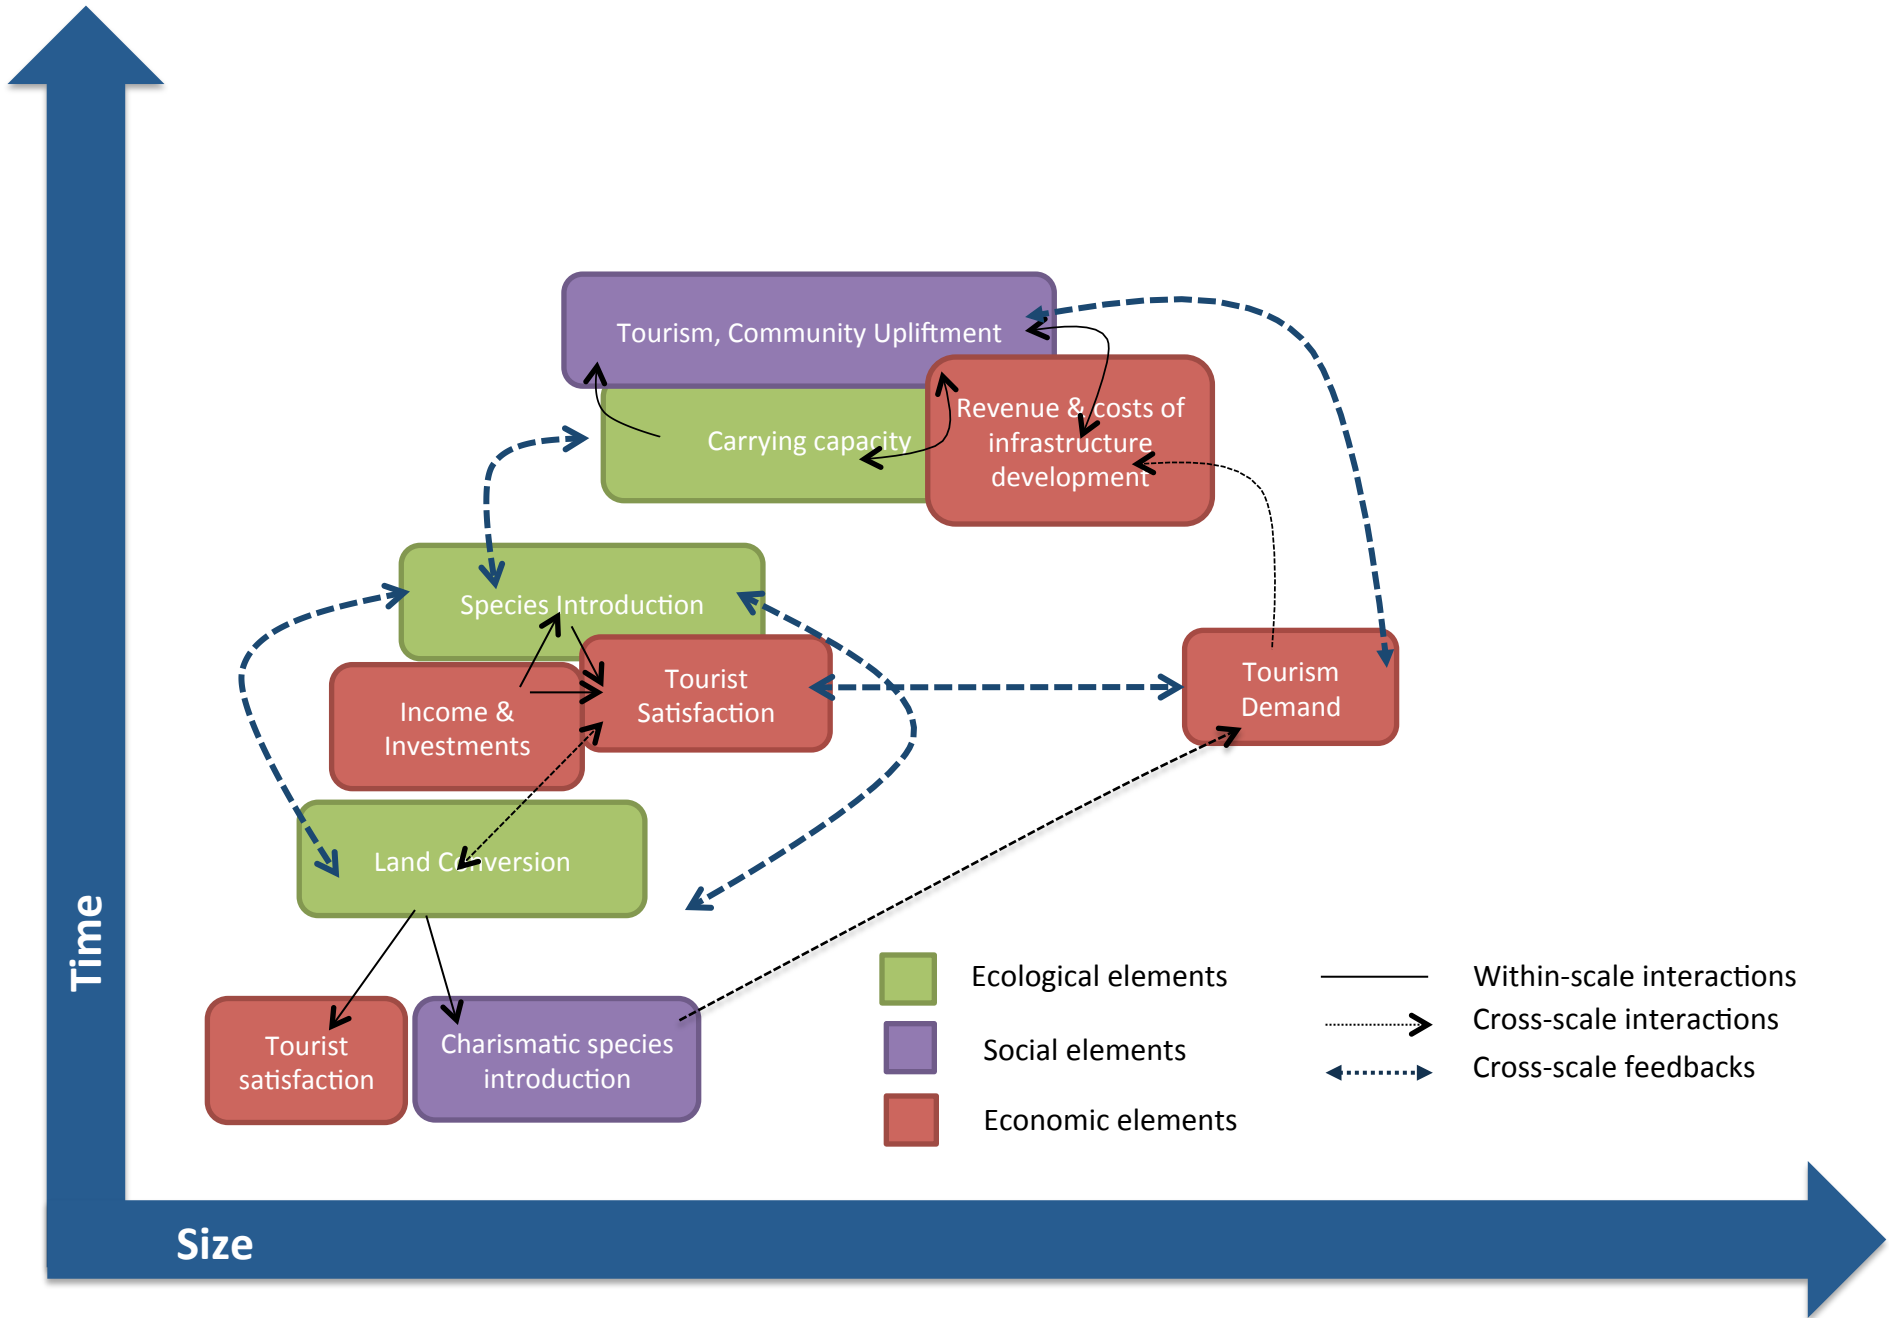 Tourism, Community Upliftment
Revenue & costs of
infrastructure
development
Carrying capacity
Species Introduction
Tourist
Satisfaction
Income &
Investments
Tourism
Demand
Land Conversion
Tourist
satisfaction
Charismatic species
introduction
Ecological elements
Social elements
Economic elements
Within-scale interactions
Cross-scale interactions
Cross-scale feedbacks
Time
Size